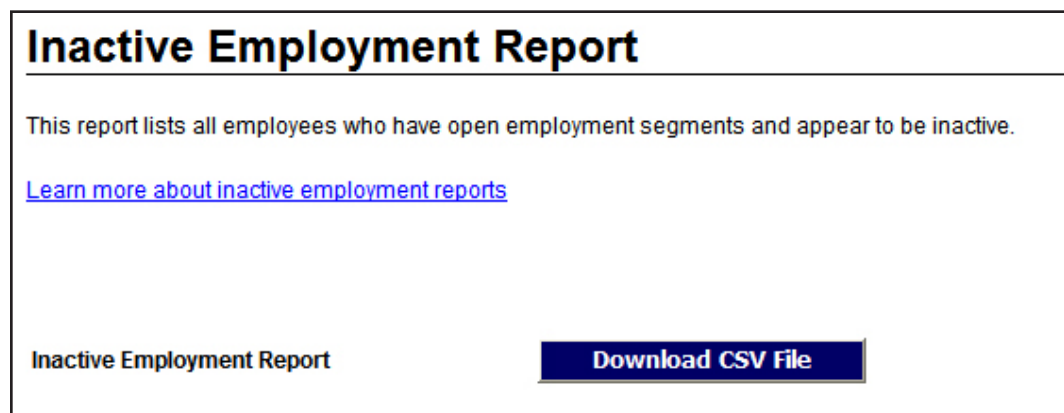 Inactive Employment Report
This report lists all employees who have open employment segments and appear to be inactive.
Learn more about inactive employment reports
Inactive Employment Report
Download CSV File